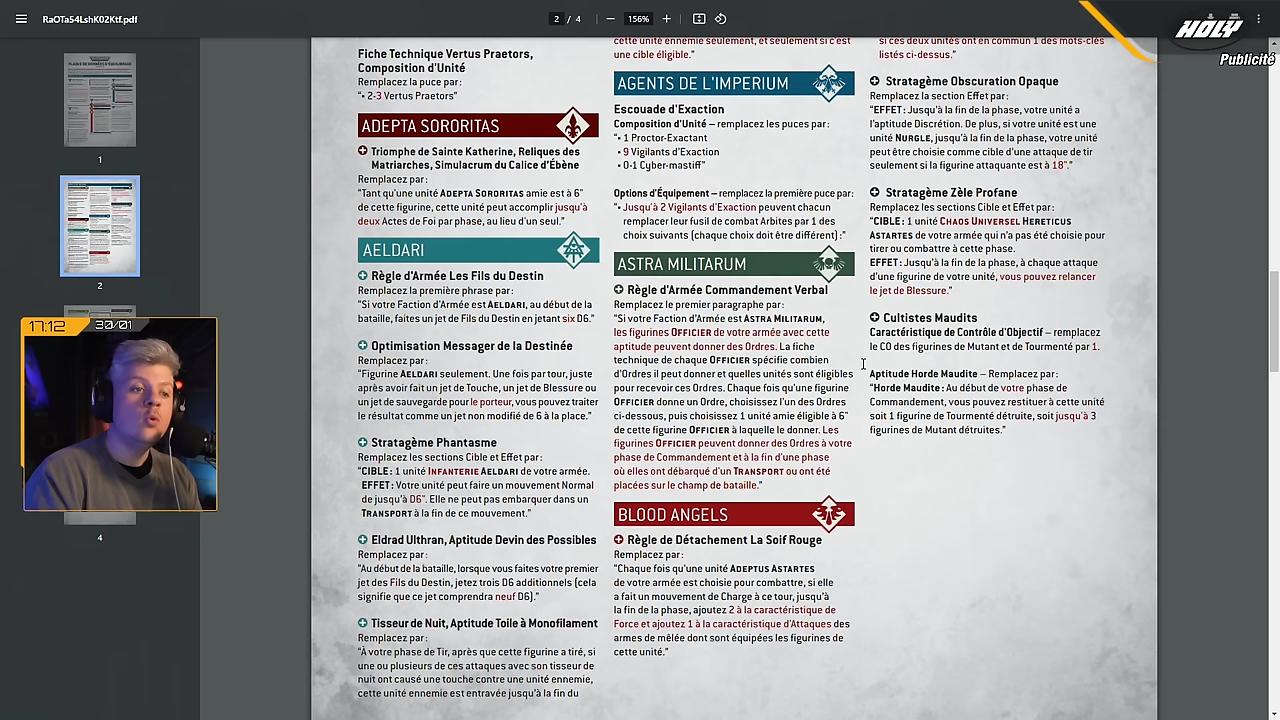 RaOTa54LshK02Ktf.pdf
2 / 4
156%
HOLY
Publicité
1
2
4
17:12
30/01
Fiche Technique Vertus Praetors,
Composition d'Unité
Remplacez la puce par :
"• 2-3 Vertus Praetors"
ADEPTA SORORITAS
Triomphe de Sainte Katherine, Reliques des
Matriarches, Simulacrum du Calice d'Ébène
Remplacez par :
"Tant qu'une unité ADEPTA SORORITAS amie est à 6"
de cette figurine, cette unité peut accomplir jusqu'à
deux Actes de Foi par phase, au lieu d'un seul."
AELDARI
Règle d'Armée Les Fils du Destin
Remplacez la première phrase par :
"Si votre Faction d'Armée est AELDARI, au début de la
bataille, faites un jet de Fils du Destin en jetant six D6."
Optimisation Messager de la Destinée
Remplacez par :
"Figurine AELDARI seulement. Une fois par tour, juste
après avoir fait un jet de Touche, un jet de Blessure ou
un jet de sauvegarde pour le porteur, vous pouvez traiter
le résultat comme un jet non modifié de 6 à la place."
Stratagème Phantasme
Remplacez les sections Cible et Effet par :
"CIBLE : 1 unité INFANTERIE AELDARI de votre armée.
EFFET : Votre unité peut faire un mouvement Normal
de jusqu'à D6". Elle ne peut pas embarquer dans un
TRANSPORT à la fin de ce mouvement."
Eldrad Ulthran, Aptitude Devin des Possibles
Remplacez par :
"Au début de la bataille, lorsque vous faites votre premier
jet des Fils du Destin, jetez trois D6 additionnels (cela
signifie que ce jet comprendra neuf D6)."
Tisseur de Nuit, Aptitude Toile à Monofilament
Remplacez par :
"À votre phase de Tir, après que cette figurine a tiré, si
une ou plusieurs de ces attaques avec son tisseur de
nuit ont causé une touche contre une unité ennemie,
cette unité ennemie est entravée jusqu'à la fin du
cette unité ennemie seulement, et seulement si c'est
une cible éligible."
AGENTS DE L'IMPERIUM
Escouade d'Exaction
Composition d'Unité – remplacez les puces par :
"• 1 Proctor-Exactant
• 9 Vigilants d'Exaction
• 0-1 Cyber-mastiff"
Options d'Équipement – remplacez la première puce par :
"• Jusqu'à 2 Vigilants d'Exaction peuvent chacun
remplacer leur fusil de combat Arbites par 1 des
choix suivants (chaque choix doit être différent) :"
ASTRA MILITARUM
Règle d'Armée Commandement Verbal
Remplacez le premier paragraphe par :
"Si votre Faction d'Armée est ASTRA MILITARUM,
les figurines OFFICIER de votre armée avec cette
aptitude peuvent donner des Ordres. La fiche
technique de chaque OFFICIER spécifie combien
d'Ordres il peut donner et quelles unités sont éligibles
pour recevoir ces Ordres. Chaque fois qu'une figurine
OFFICIER donne un Ordre, choisissez l'un des Ordres
ci-dessous, puis choisissez 1 unité amie éligible à 6"
de cette figurine OFFICIER à laquelle le donner. Les
figurines OFFICIER peuvent donner des Ordres à votre
phase de Commandement et à la fin d'une phase
où elles ont débarqué d'un TRANSPORT ou ont été
placées sur le champ de bataille."
BLOOD ANGELS
Règle de Détachement La Soif Rouge
Remplacez par :
"Chaque fois qu'une unité ADEPTUS ASTARTES
de votre armée est choisie pour combattre, si elle
a fait un mouvement de Charge à ce tour, jusqu'à
la fin de la phase, ajoutez 2 à la caractéristique de
Force et ajoutez 1 à la caractéristique d'Attaques des
armes de mêlée dont sont équipées les figurines de
cette unité."
si ces deux unités ont en commun 1 des mots-clés
listés ci-dessus."
Stratagème Obscuration Opaque
Remplacez la section Effet par :
"EFFET : Jusqu'à la fin de la phase, votre unité a
l'aptitude Discrétion. De plus, si votre unité est une
unité NURGLE, jusqu'à la fin de la phase, votre unité
peut être choisie comme cible d'une attaque de tir
seulement si la figurine attaquante est à 18"."
Stratagème Zèle Profane
Remplacez les sections Cible et Effet par :
"CIBLE : 1 unité CHAOS UNIVERSEL HERETICUS
ASTARTES de votre armée qui n'a pas été choisie pour
tirer ou combattre à cette phase.
EFFET : Jusqu'à la fin de la phase, à chaque attaque
d'une figurine de votre unité, vous pouvez relancer
le jet de Blessure."
Cultistes Maudits
Caractéristique de Contrôle d'Objectif – remplacez
le CO des figurines de Mutant et de Tourmenté par 1.
Aptitude Horde Maudite – Remplacez par :
"Horde Maudite : Au début de votre phase de
Commandement, vous pouvez restituer à cette unité
soit 1 figurine de Tourmenté détruite, soit jusqu'à 3
figurines de Mutant détruites."